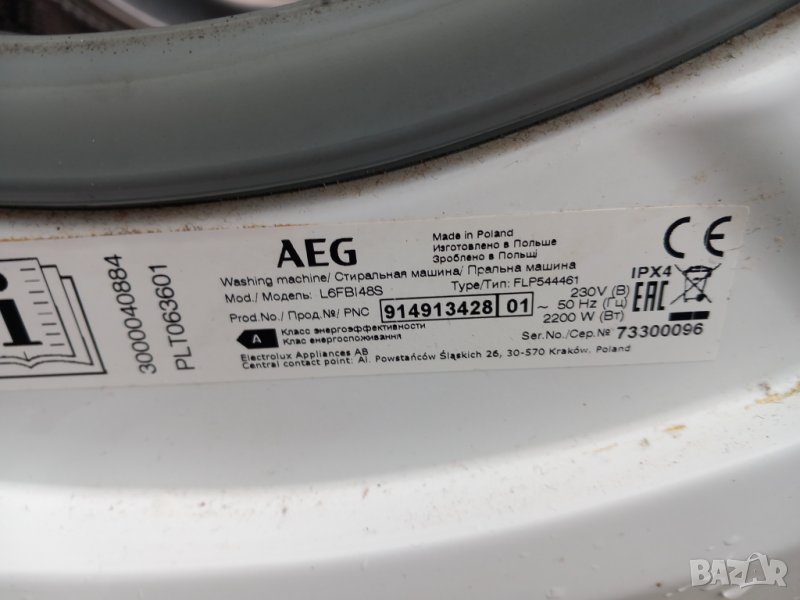 3000040884
PLT063601
AEG
Made in Poland
Изготовлено в Польше
Зроблено в Польщі
CE
Washing machine/ Стиральная машина/ Пральна машина
Mod./ Модель: L6FBI48S
Type/Тип: FLP544461
IPX4
EAC
Prod.No./ Прод.№/ PNC 914913428 01 ~ 230V (В)
50 Hz (Гц)
2200 W (Вт)
A
Класс энергоэффективности
Клас енергоспоживання
Ser.No./Сер.№ 73300096
Electrolux Appliances AB
Central contact point: Al. Powstańców Śląskich 26, 30-570 Kraków, Poland
BAZAR